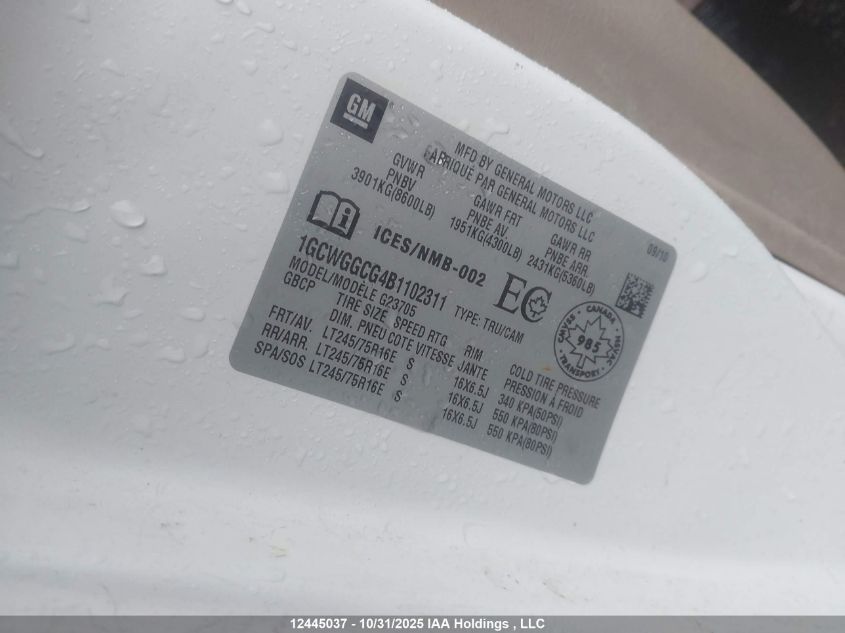 GM
MFD BY GENERAL MOTORS LLC
FABRIQUÉ PAR GENERAL MOTORS LLC
09/10
GVWR GAWR FRT GAWR RR
PNBV PNBE AV. PNBE ARR.
3901KG(8600LB) 1951KG(4300LB) 2431KG(5360LB)
ICES/NMB-002
EC
1GCWGGCG4B1102311 TYPE: TRU/CAM
MODEL/MODÈLE G23705
GBCP
CANADA
CMVSS · NSVAC
985
TRANSPORT
TIRE SIZE SPEED RTG RIM COLD TIRE PRESSURE
DIM. PNEU COTE VITESSE JANTE PRESSION À FROID
FRT/AV. LT245/75R16E S 16X6.5J 340 KPA(50PSI)
RR/ARR. LT245/75R16E S 16X6.5J 550 KPA(80PSI)
SPA/SOS LT245/75R16E S 16X6.5J 550 KPA(80PSI)
12445037 - 10/31/2025 IAA Holdings , LLC